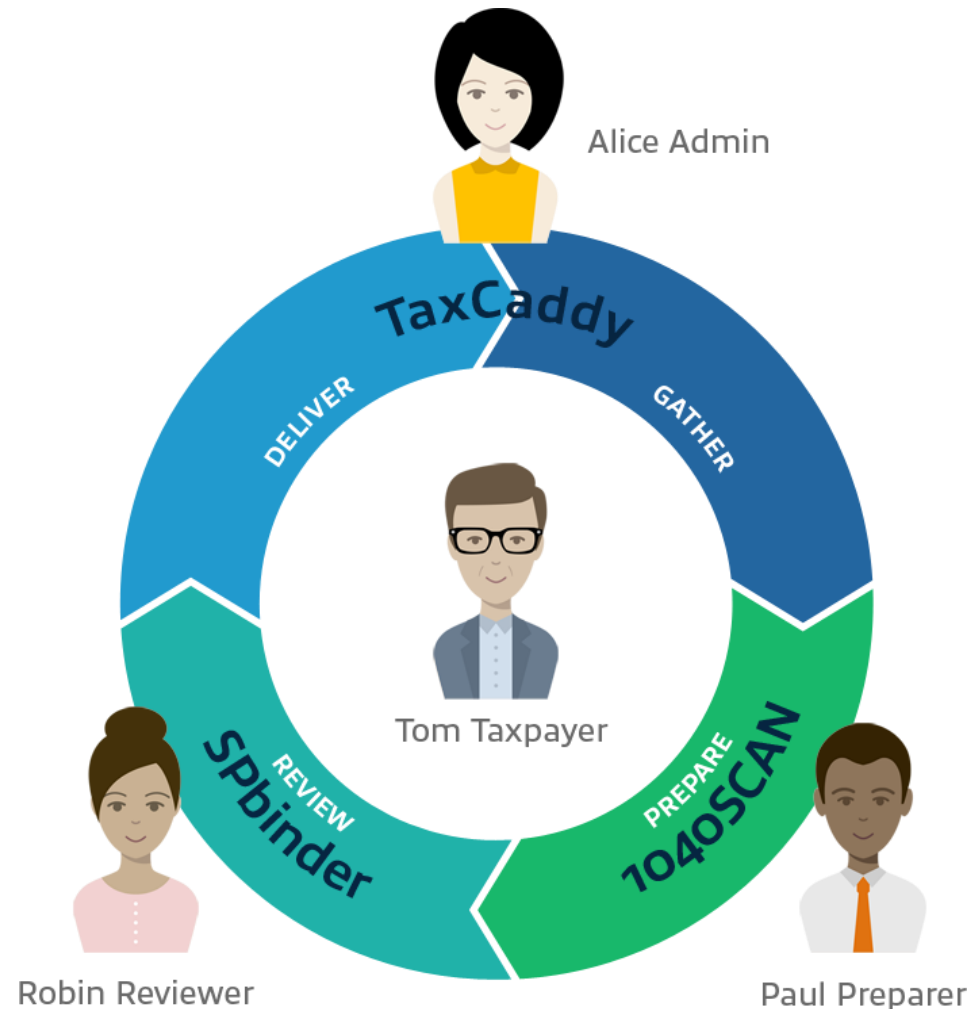 Alice Admin
TaxCaddy
DELIVER
GATHER
Tom Taxpayer
REVIEW
SPbinder
PREPARE
1040SCAN
Robin Reviewer
Paul Preparer